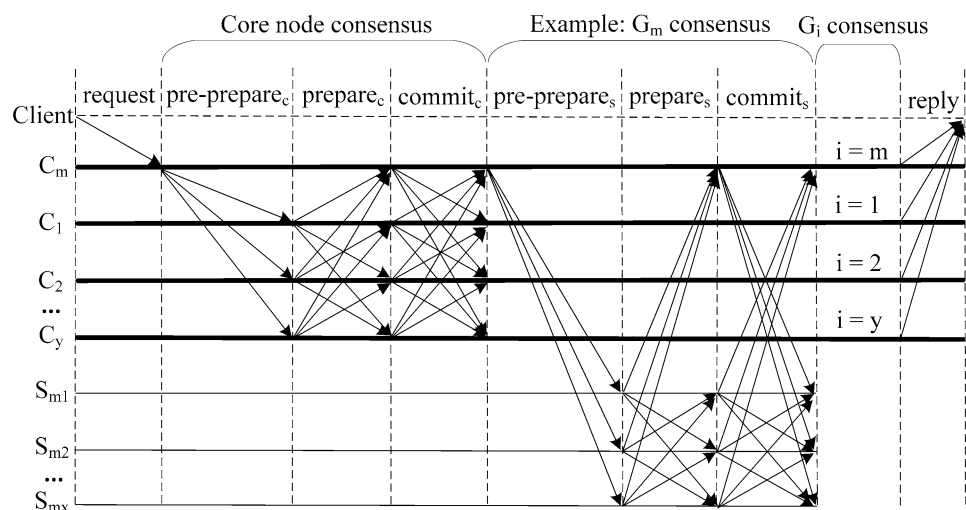 Core node consensus Example: Gm consensus Gi consensus
request pre-preparec preparec commitc pre-prepares prepares commits reply
Client
Cm i = m
C1 i = 1
C2 i = 2
...
Cy i = y
Sm1
Sm2
...
Smx